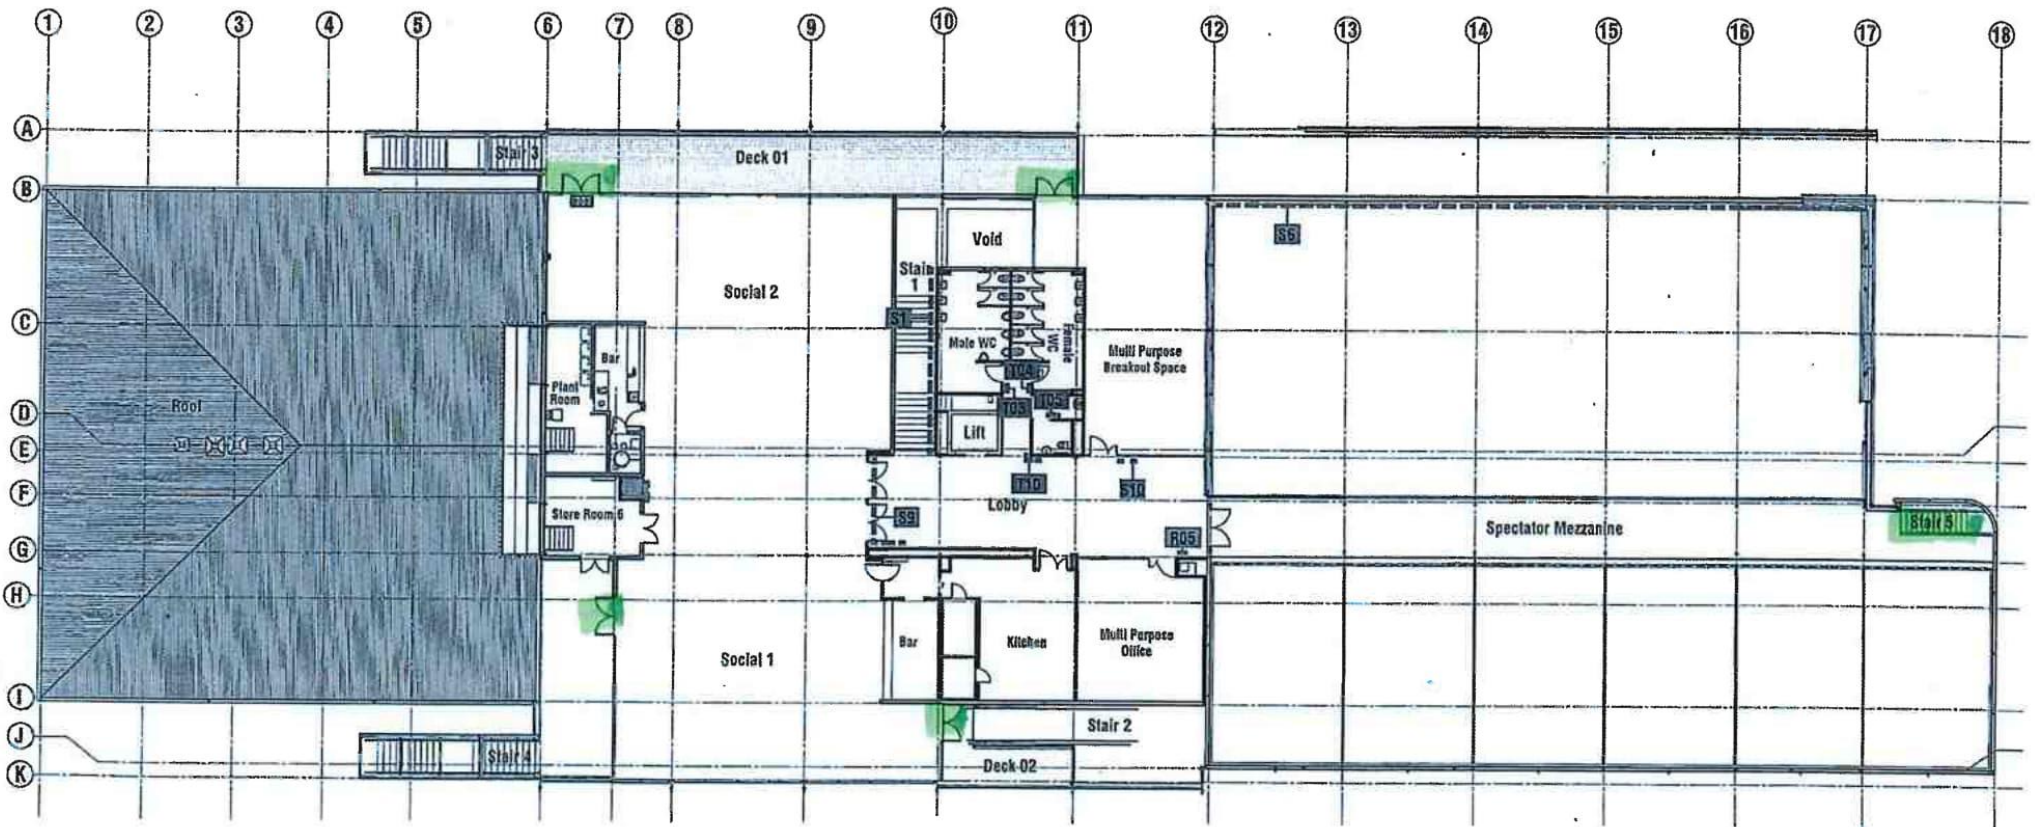 1 2 3 4 5 6 7 8 9 10 11 12 13 14 15 16 17 18
A
Stair 3
Deck 01
B
S6
Void
Stair
1
Social 2
C
S1
Male WC
Female
WC
Multi Purpose
Breakout Space
Bar
Plant
Room
T04
D
Roof
T03
T05
Lift
E
F
T10
S10
Store Room 6
Lobby
S9
Spectator Mezzanine
Stair 5
G
R05
H
Bar
Kitchen
Multi Purpose
Office
Social 1
I
Stair 2
J
Stair 4
Deck 02
K